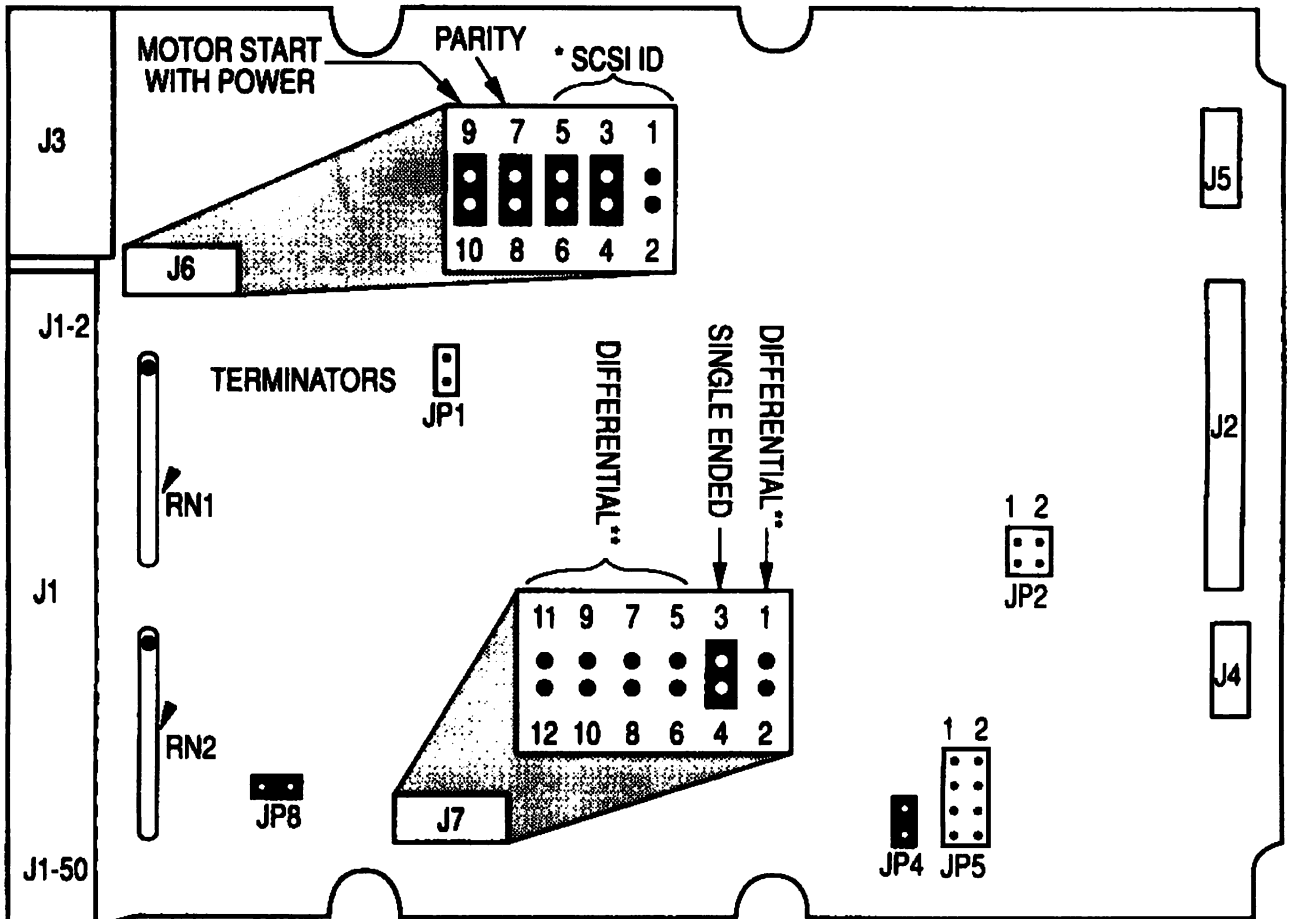 MOTOR START
WITH POWER
PARITY
* SCSI ID
J3
9 7 5 3 1
10 8 6 4 2
J5
J6
J1-2
TERMINATORS
JP1
DIFFERENTIAL**
SINGLE ENDED
DIFFERENTIAL**
J2
RN1
1 2
JP2
J1
11 9 7 5 3 1
12 10 8 6 4 2
J4
RN2
1 2
JP8
J7
JP4
JP5
J1-50